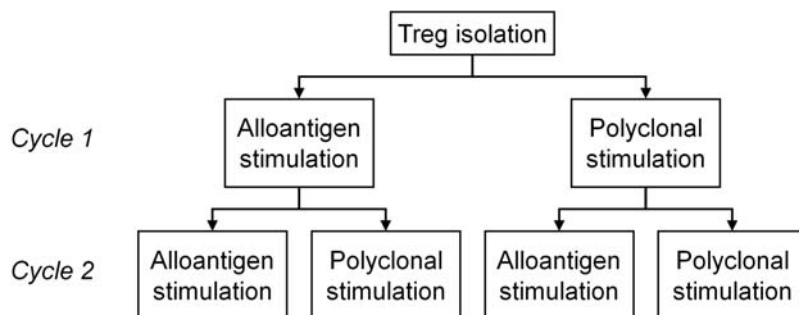 Treg isolation
Cycle 1
Alloantigen
stimulation
Polyclonal
stimulation
Cycle 2
Alloantigen
stimulation
Polyclonal
stimulation
Alloantigen
stimulation
Polyclonal
stimulation